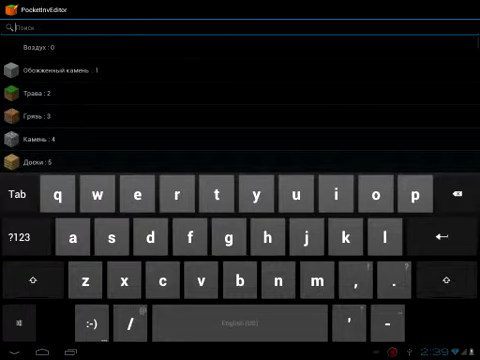 PocketInvEditor
Поиск
Воздух : 0
Обожженный камень : 1
Трава : 2
Грязь : 3
Камень : 4
Доски : 5
Tab q w e r t y u i o p
?123 a s d f g h j k l
z x c v b n m , ! . ?
:-) / @ English (US) ' " - _
2:39